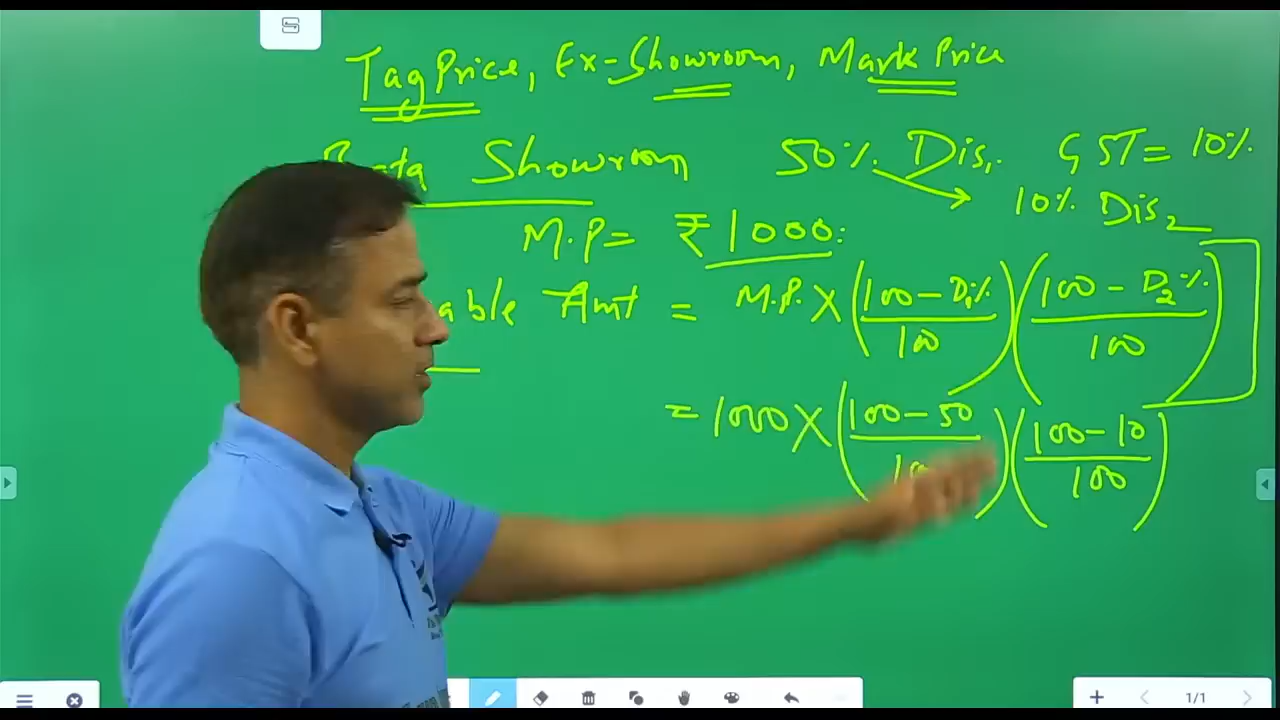 Tag Price, Ex-Showroom, Mark Price
Showroom 50% Dis₁ GST = 10%
10% Dis₂
M.P = ₹1000
able Amt = M.P. × ((100 - D₁%)/100) ((100 - D₂%)/100)
= 1000 × ((100 - 50)/100) ((100 - 10)/100)
1/1